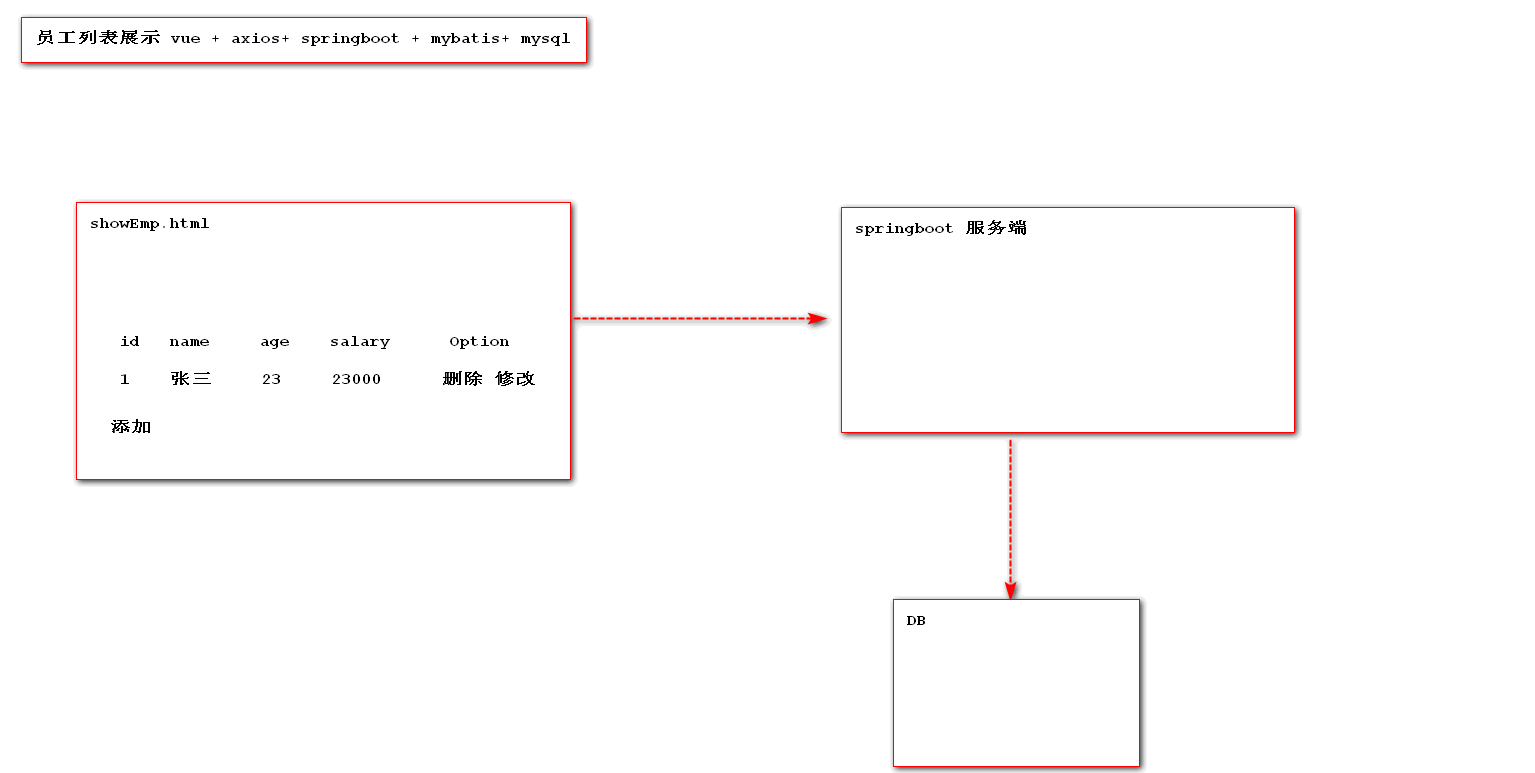 员工列表展示 vue + axios+ springboot + mybatis+ mysql
showEmp.html
id name age salary Option
1 张三 23 23000 删除 修改
添加
springboot 服务端
DB